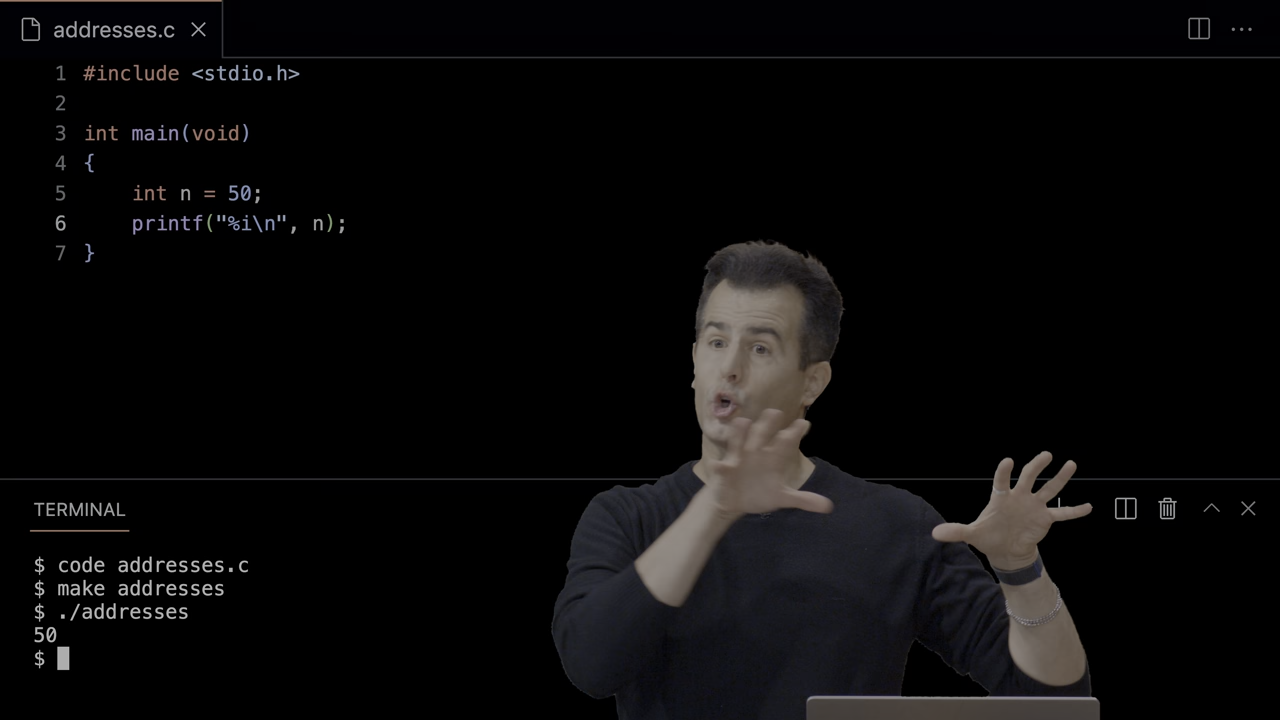 addresses.c
1 #include <stdio.h>
2
3 int main(void)
4 {
5     int n = 50;
6     printf("%i\n", n);
7 }
TERMINAL
$ code addresses.c
$ make addresses
$ ./addresses
50
$